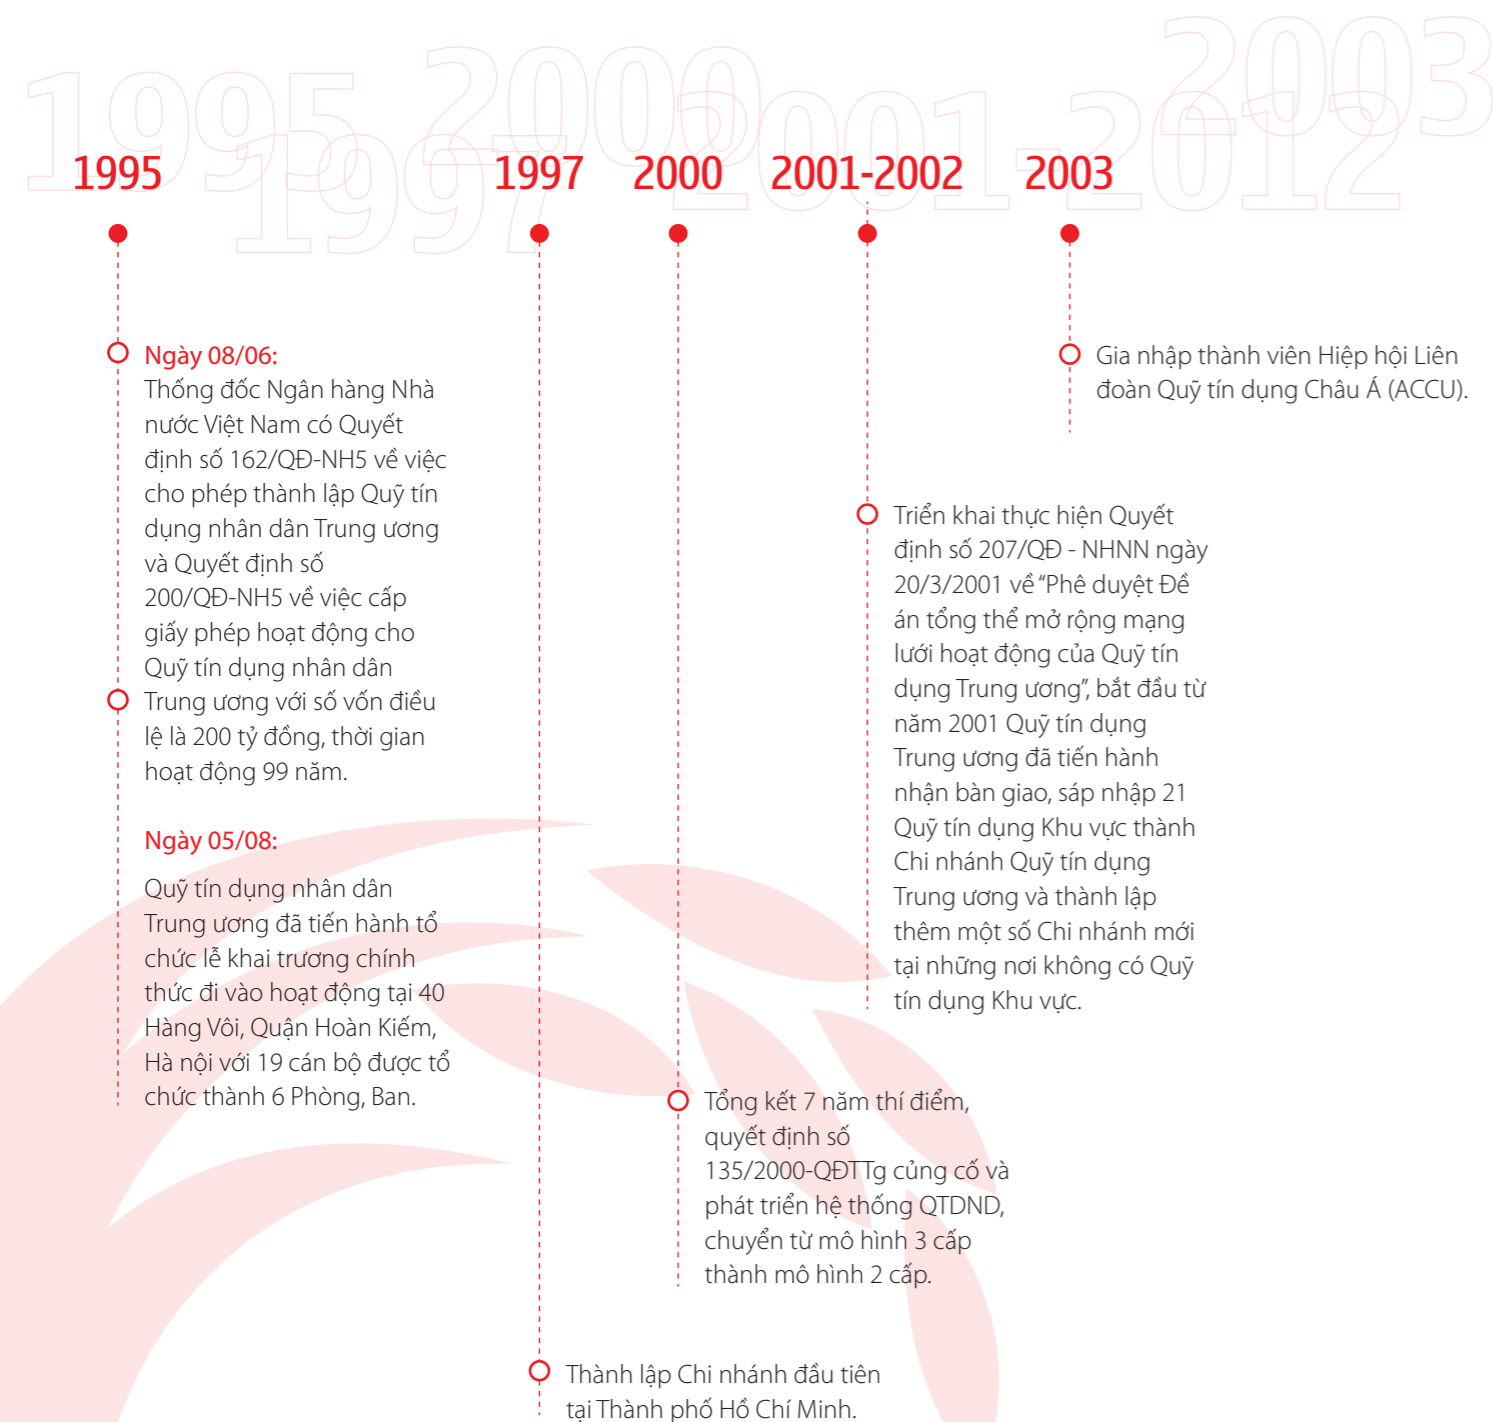 1995
2000
2003
1997
2001-2012
1995
1997
2000
2001-2002
2003
Ngày 08/06:
Thống đốc Ngân hàng Nhà
nước Việt Nam có Quyết
định số 162/QĐ-NH5 về việc
cho phép thành lập Quỹ tín
dụng nhân dân Trung ương
và Quyết định số
200/QĐ-NH5 về việc cấp
giấy phép hoạt động cho
Quỹ tín dụng nhân dân
Trung ương với số vốn điều
lệ là 200 tỷ đồng, thời gian
hoạt động 99 năm.
Ngày 05/08:
Quỹ tín dụng nhân dân
Trung ương đã tiến hành tổ
chức lễ khai trương chính
thức đi vào hoạt động tại 40
Hàng Vôi, Quận Hoàn Kiếm,
Hà nội với 19 cán bộ được tổ
chức thành 6 Phòng, Ban.
Thành lập Chi nhánh đầu tiên
tại Thành phố Hồ Chí Minh.
Tổng kết 7 năm thí điểm,
quyết định số
135/2000-QĐTTg củng cố và
phát triển hệ thống QTDND,
chuyển từ mô hình 3 cấp
thành mô hình 2 cấp.
Triển khai thực hiện Quyết
định số 207/QĐ - NHNN ngày
20/3/2001 về “Phê duyệt Đề
án tổng thể mở rộng mạng
lưới hoạt động của Quỹ tín
dụng Trung ương”, bắt đầu từ
năm 2001 Quỹ tín dụng
Trung ương đã tiến hành
nhận bàn giao, sáp nhập 21
Quỹ tín dụng Khu vực thành
Chi nhánh Quỹ tín dụng
Trung ương và thành lập
thêm một số Chi nhánh mới
tại những nơi không có Quỹ
tín dụng Khu vực.
Gia nhập thành viên Hiệp hội Liên
đoàn Quỹ tín dụng Châu Á (ACCU).